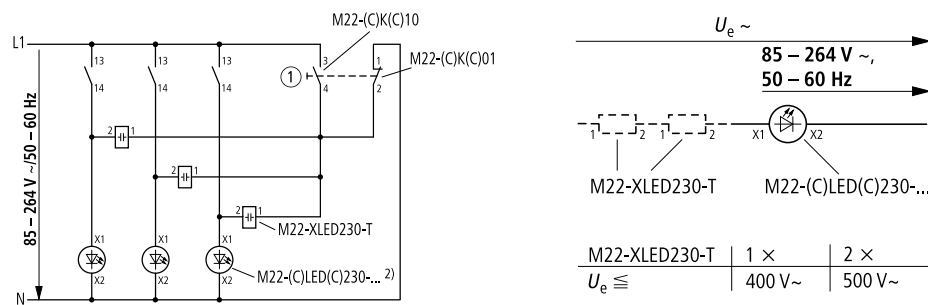 M22-(C)K(C)10
L1
13
13
13
3
1
M22-(C)K(C)01
1
14
14
14
4
2
85 – 264 V ~/50 – 60 Hz
2
1
2
1
2
1
M22-XLED230-T
X1
X1
X1
X2
X2
X2
M22-(C)LED(C)230-... 2)
N
Ue ~
85 – 264 V ~,
50 – 60 Hz
1
2
1
2
X1
X2
M22-XLED230-T
M22-(C)LED(C)230-...
M22-XLED230-T 1 × 2 ×
Ue ≦ 400 V~ 500 V~